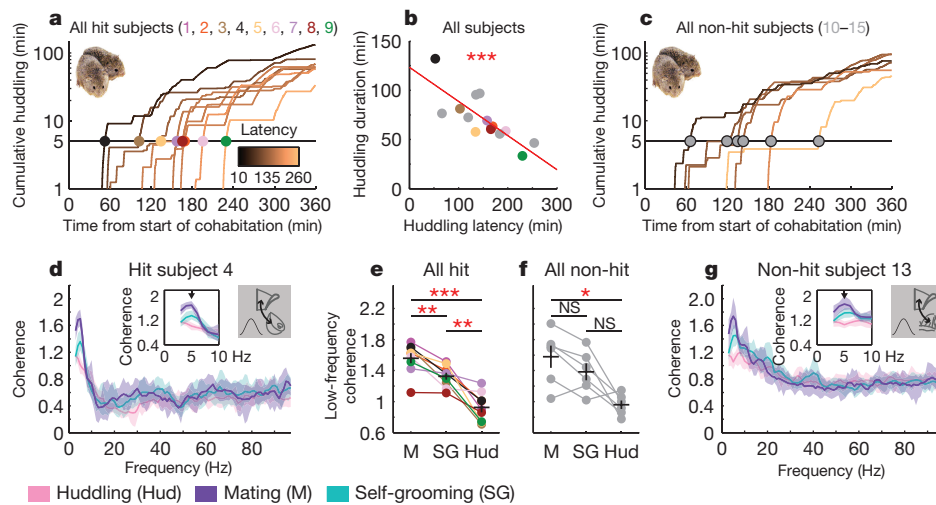 a
All hit subjects (1, 2, 3, 4, 5, 6, 7, 8, 9)
Cumulative huddling (min)
100
10
5
1
Latency
10 135 260
0 60 120 180 240 300 360
Time from start of cohabitation (min)
b
All subjects
***
Huddling duration (min)
150
100
50
0
0 100 200 300
Huddling latency (min)
c
All non-hit subjects (10–15)
Cumulative huddling (min)
100
10
5
1
0 60 120 180 240 300 360
Time from start of cohabitation (min)
d
Hit subject 4
Coherence
2.0
1.6
1.2
0.8
0.4
0
Coherence
2
1.2
0.4
0 10 Hz
0 20 40 60 80
Frequency (Hz)
e
All hit
***
** **
Low-frequency
coherence
2.2
1.8
1.4
1
0.6
M SG Hud
f
All non-hit
*
NS
NS
M SG Hud
g
Non-hit subject 13
Coherence
2.0
1.6
1.2
0.8
0.4
0
Coherence
2
1.2
0.4
0 10 Hz
0 20 40 60 80
Frequency (Hz)
Huddling (Hud) Mating (M) Self-grooming (SG)